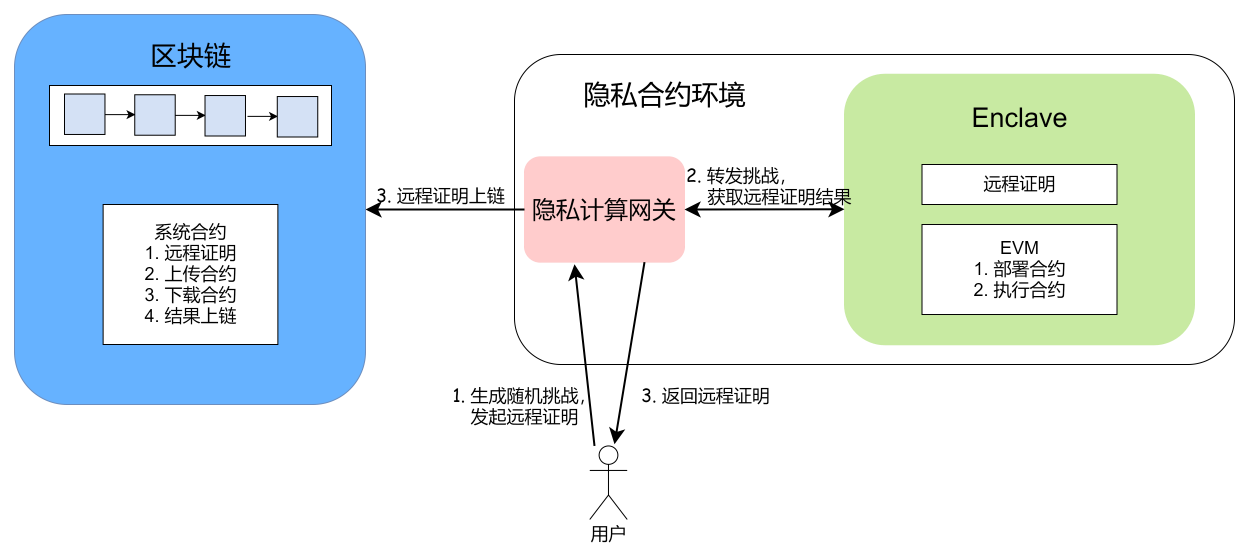 区块链
系统合约
1. 远程证明
2. 上传合约
3. 下载合约
4. 结果上链
3. 远程证明上链
隐私合约环境
隐私计算网关
2. 转发挑战，
获取远程证明结果
Enclave
远程证明
EVM
1. 部署合约
2. 执行合约
1. 生成随机挑战，
发起远程证明
3. 返回远程证明
用户